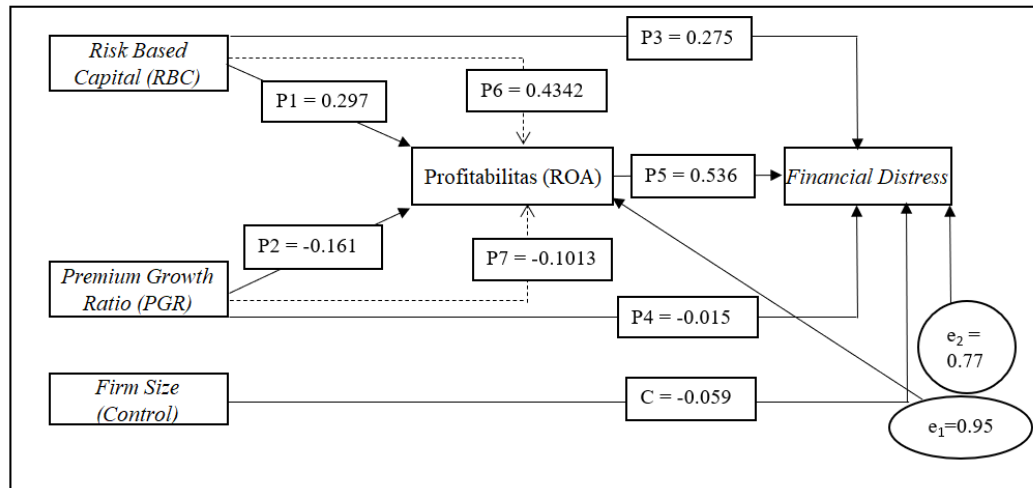 Risk Based
Capital (RBC)
P3 = 0.275
P1 = 0.297
P6 = 0.4342
Profitabilitas (ROA)
P5 = 0.536
Financial Distress
P2 = -0.161
P7 = -0.1013
Premium Growth
Ratio (PGR)
P4 = -0.015
e₂ =
0.77
Firm Size
(Control)
C = -0.059
e₁=0.95